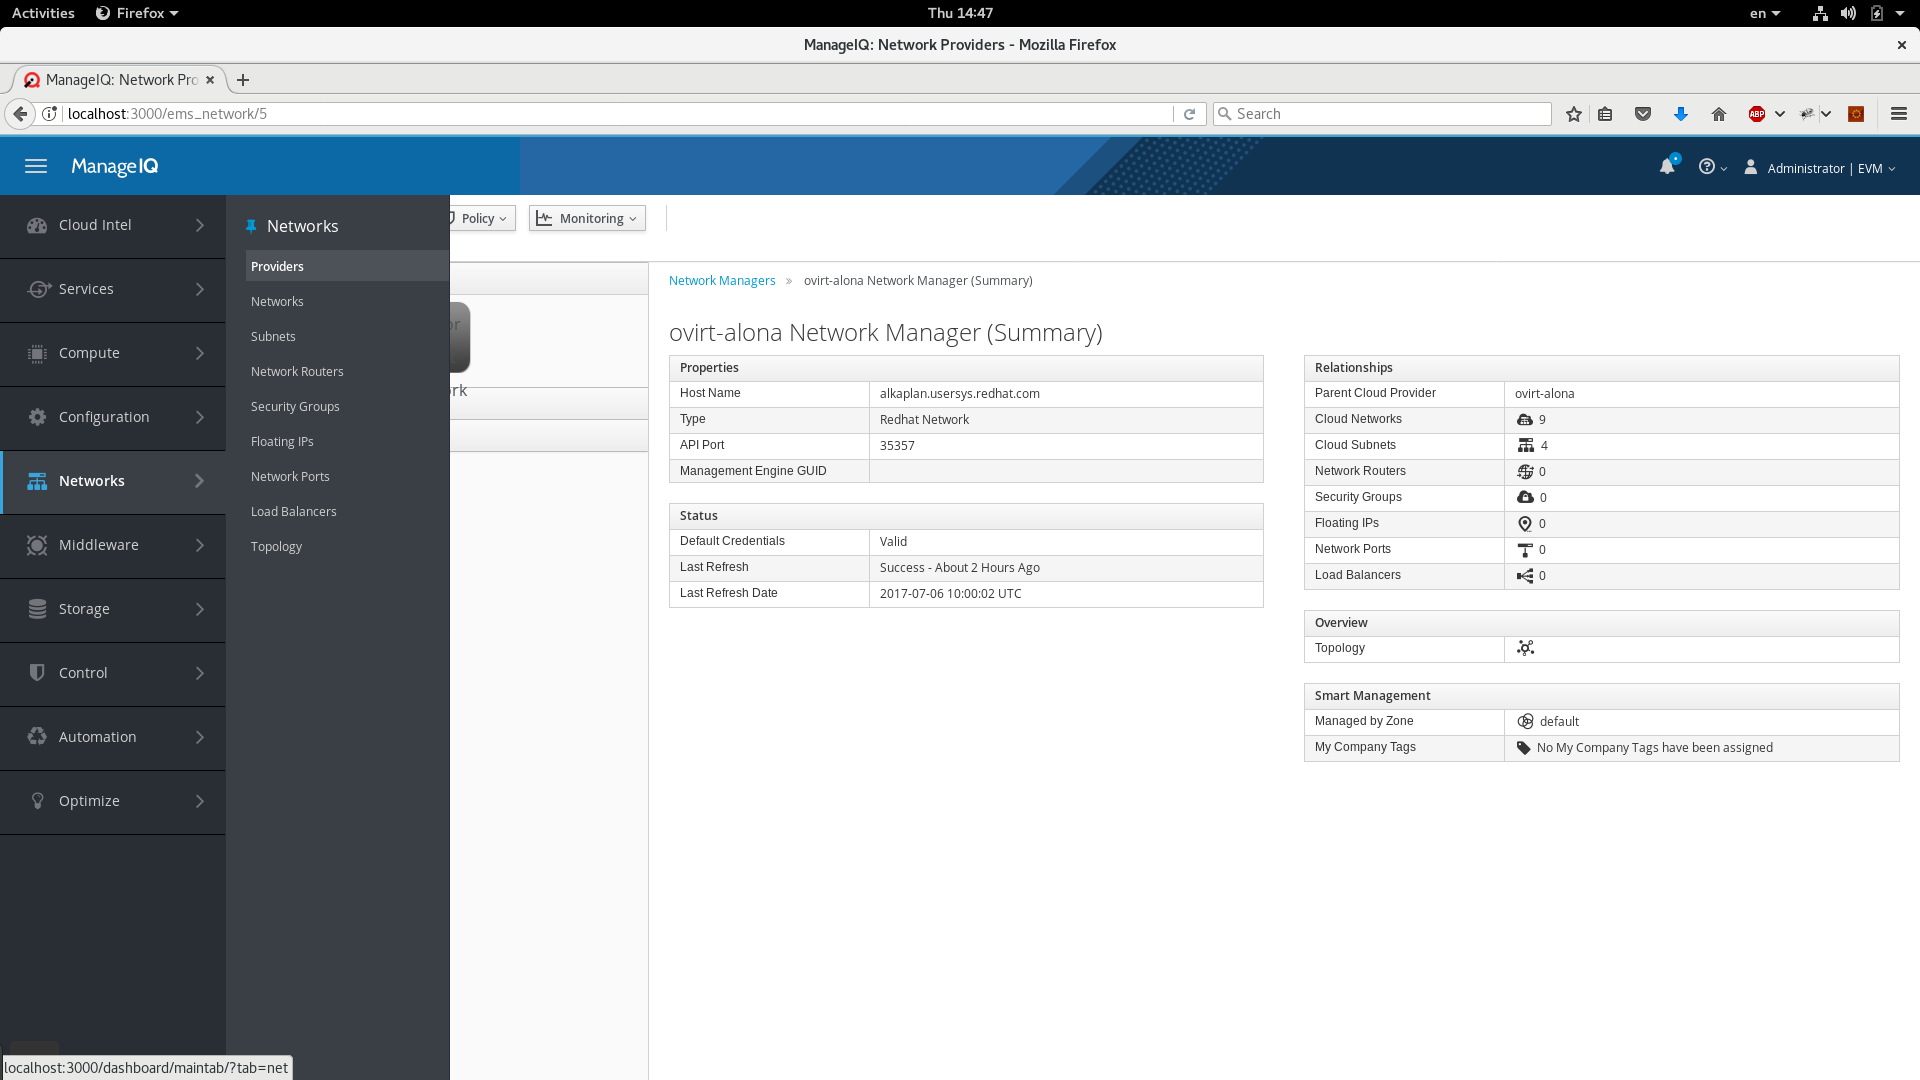 Activities Firefox Thu 14:47 en
ManageIQ: Network Providers - Mozilla Firefox
ManageIQ: Network Pro
localhost:3000/ems_network/5 Search
ABP
ManageIQ Administrator | EVM
Cloud Intel
Services
Compute
Configuration
Networks
Middleware
Storage
Control
Automation
Optimize
Networks
Providers
Networks
Subnets
Network Routers
Security Groups
Floating IPs
Network Ports
Load Balancers
Topology
Policy Monitoring
or
ork
Network Managers » ovirt-alona Network Manager (Summary)
ovirt-alona Network Manager (Summary)
Properties
Host Name alkaplan.usersys.redhat.com
Type Redhat Network
API Port 35357
Management Engine GUID
Status
Default Credentials Valid
Last Refresh Success - About 2 Hours Ago
Last Refresh Date 2017-07-06 10:00:02 UTC
Relationships
Parent Cloud Provider ovirt-alona
Cloud Networks 9
Cloud Subnets 4
Network Routers 0
Security Groups 0
Floating IPs 0
Network Ports 0
Load Balancers 0
Overview
Topology
Smart Management
Managed by Zone default
My Company Tags No My Company Tags have been assigned
localhost:3000/dashboard/maintab/?tab=net